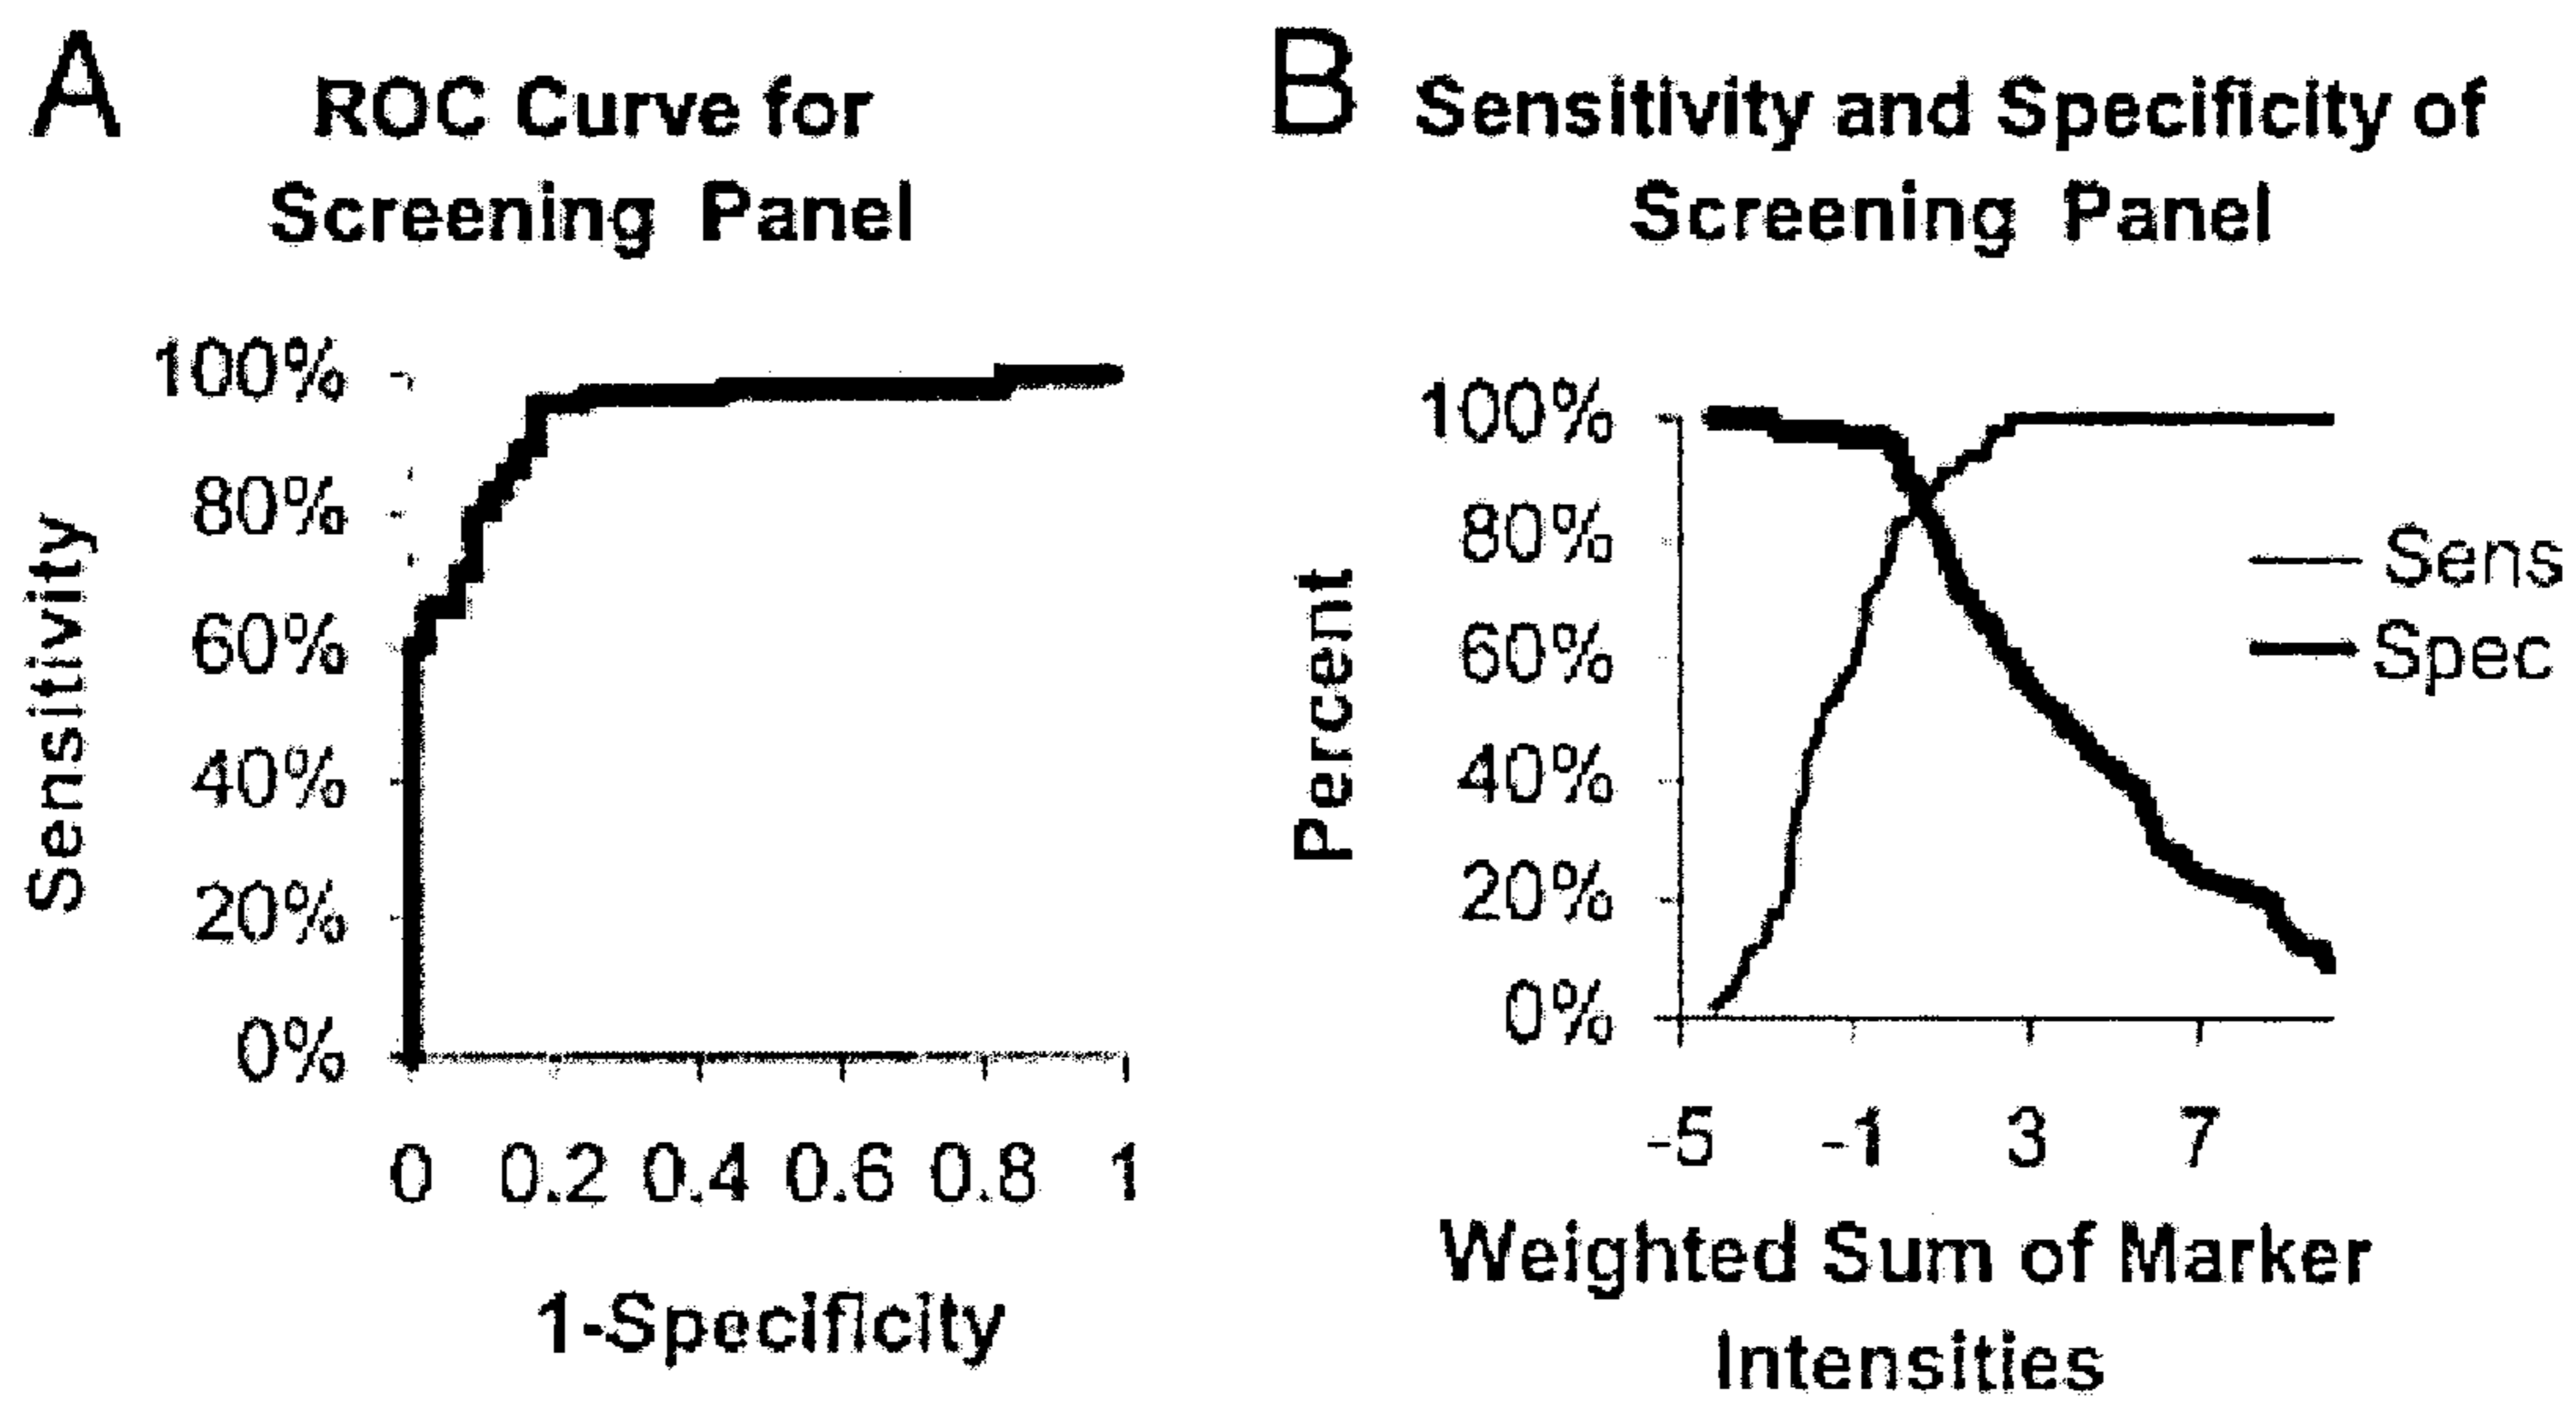 A
ROC Curve for
Screening Panel
100%
80%
60%
40%
20%
0%
Sensitivity
0 0.2 0.4 0.6 0.8 1
1-Specificity
B
Sensitivity and Specificity of
Screening Panel
100%
80%
60%
40%
20%
0%
Percent
Sens
Spec
-5 -1 3 7
Weighted Sum of Marker
Intensities